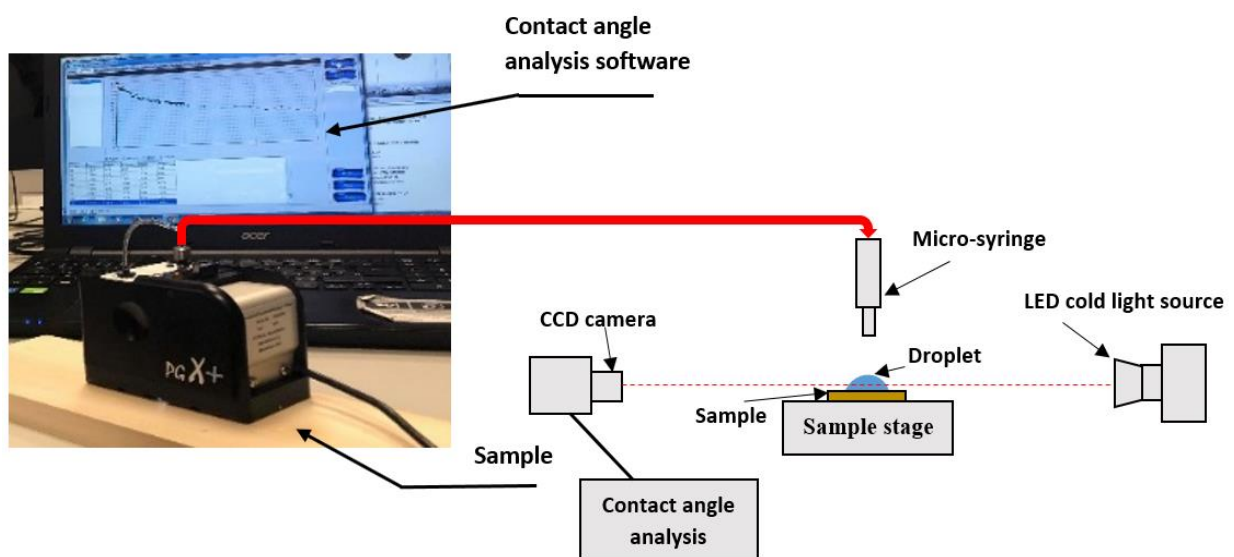 Contact angle
analysis software
acer
PGX+
Sample
Micro-syringe
LED cold light source
CCD camera
Droplet
Sample
Sample stage
Contact angle
analysis